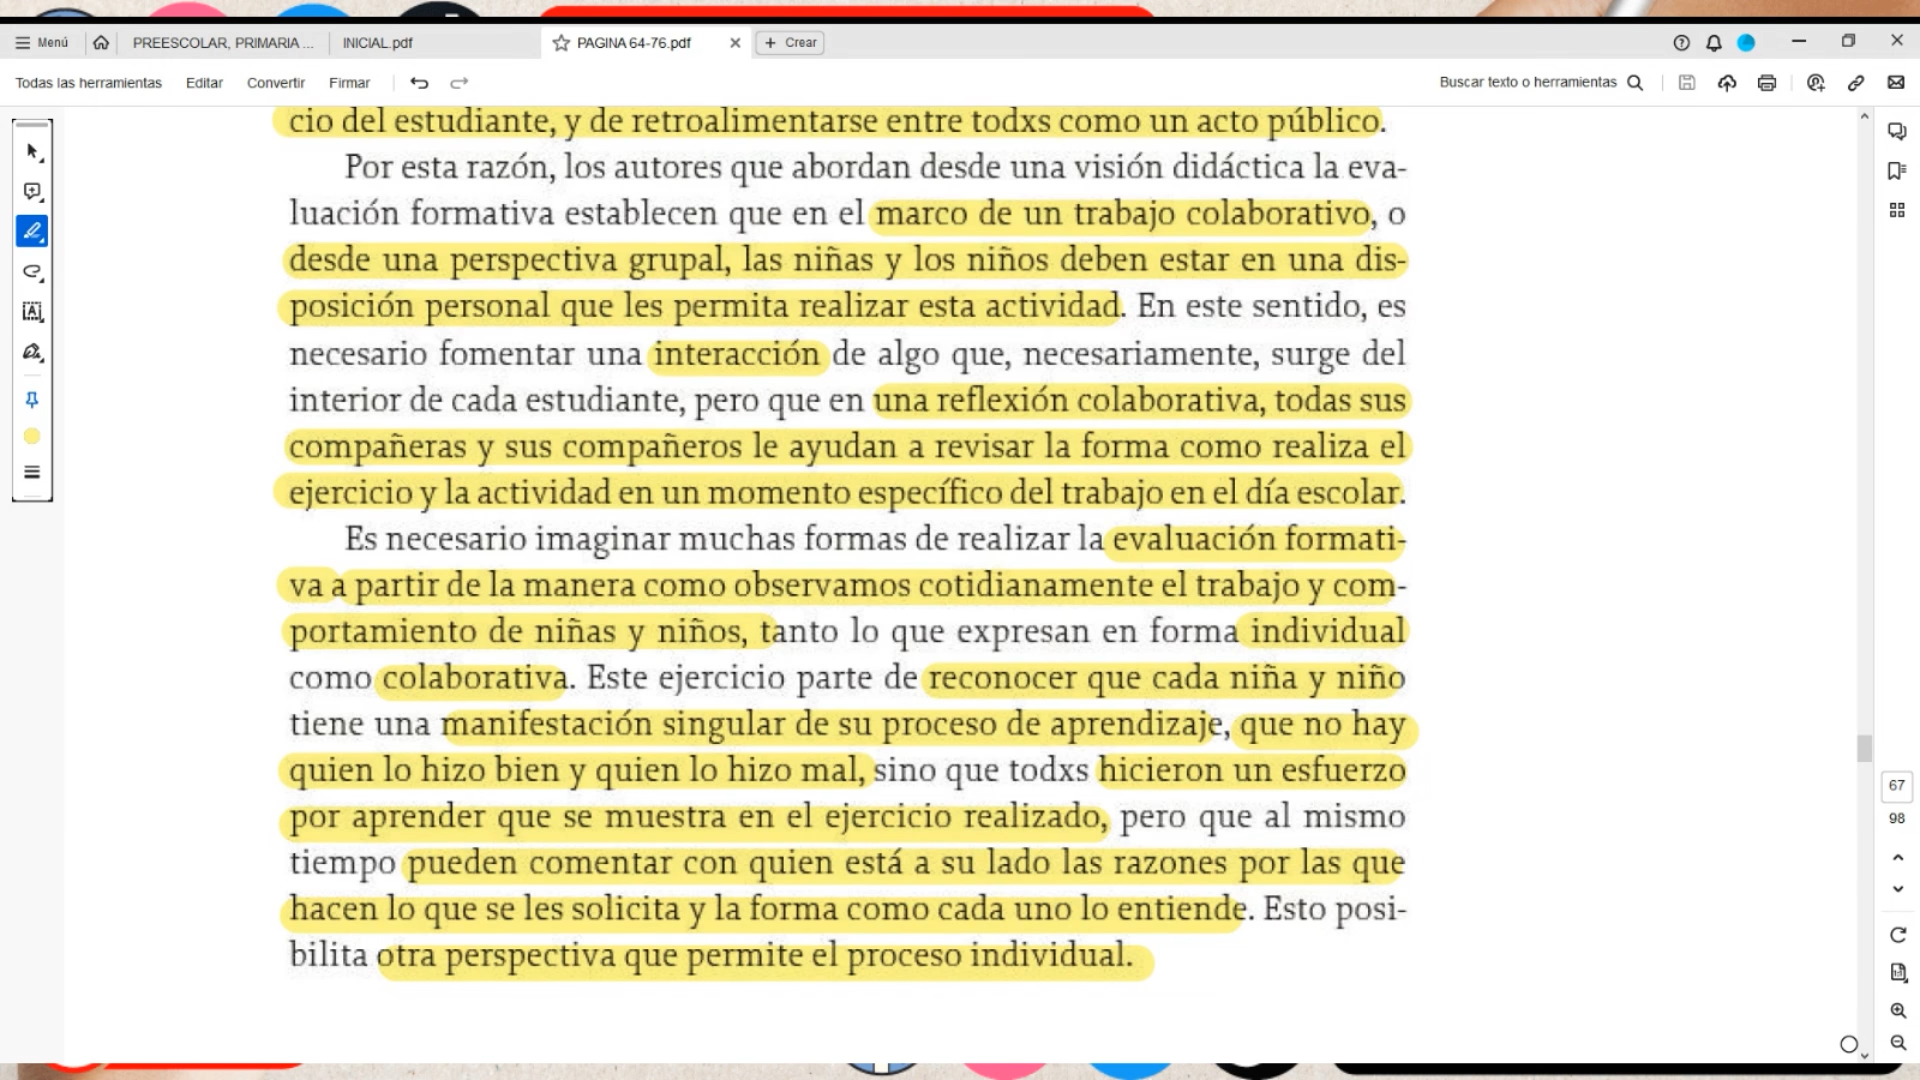 Menú
PREESCOLAR, PRIMARIA ...
INICIAL.pdf
PAGINA 64-76.pdf
Crear
Todas las herramientas
Editar
Convertir
Firmar
Buscar texto o herramientas
cio del estudiante, y de retroalimentarse entre todxs como un acto público.
Por esta razón, los autores que abordan desde una visión didáctica la eva-
luación formativa establecen que en el marco de un trabajo colaborativo, o
desde una perspectiva grupal, las niñas y los niños deben estar en una dis-
posición personal que les permita realizar esta actividad. En este sentido, es
necesario fomentar una interacción de algo que, necesariamente, surge del
interior de cada estudiante, pero que en una reflexión colaborativa, todas sus
compañeras y sus compañeros le ayudan a revisar la forma como realiza el
ejercicio y la actividad en un momento específico del trabajo en el día escolar.
Es necesario imaginar muchas formas de realizar la evaluación formati-
va a partir de la manera como observamos cotidianamente el trabajo y com-
portamiento de niñas y niños, tanto lo que expresan en forma individual
como colaborativa. Este ejercicio parte de reconocer que cada niña y niño
tiene una manifestación singular de su proceso de aprendizaje, que no hay
quien lo hizo bien y quien lo hizo mal, sino que todxs hicieron un esfuerzo
por aprender que se muestra en el ejercicio realizado, pero que al mismo
tiempo pueden comentar con quien está a su lado las razones por las que
hacen lo que se les solicita y la forma como cada uno lo entiende. Esto posi-
bilita otra perspectiva que permite el proceso individual.
67
98